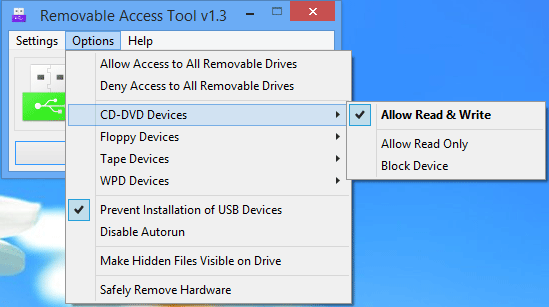 Removable Access Tool v1.3
Settings Options Help
Allow Access to All Removable Drives
Deny Access to All Removable Drives
CD-DVD Devices
Allow Read & Write
Floppy Devices
Allow Read Only
Tape Devices
Block Device
WPD Devices
Prevent Installation of USB Devices
Disable Autorun
Make Hidden Files Visible on Drive
Safely Remove Hardware